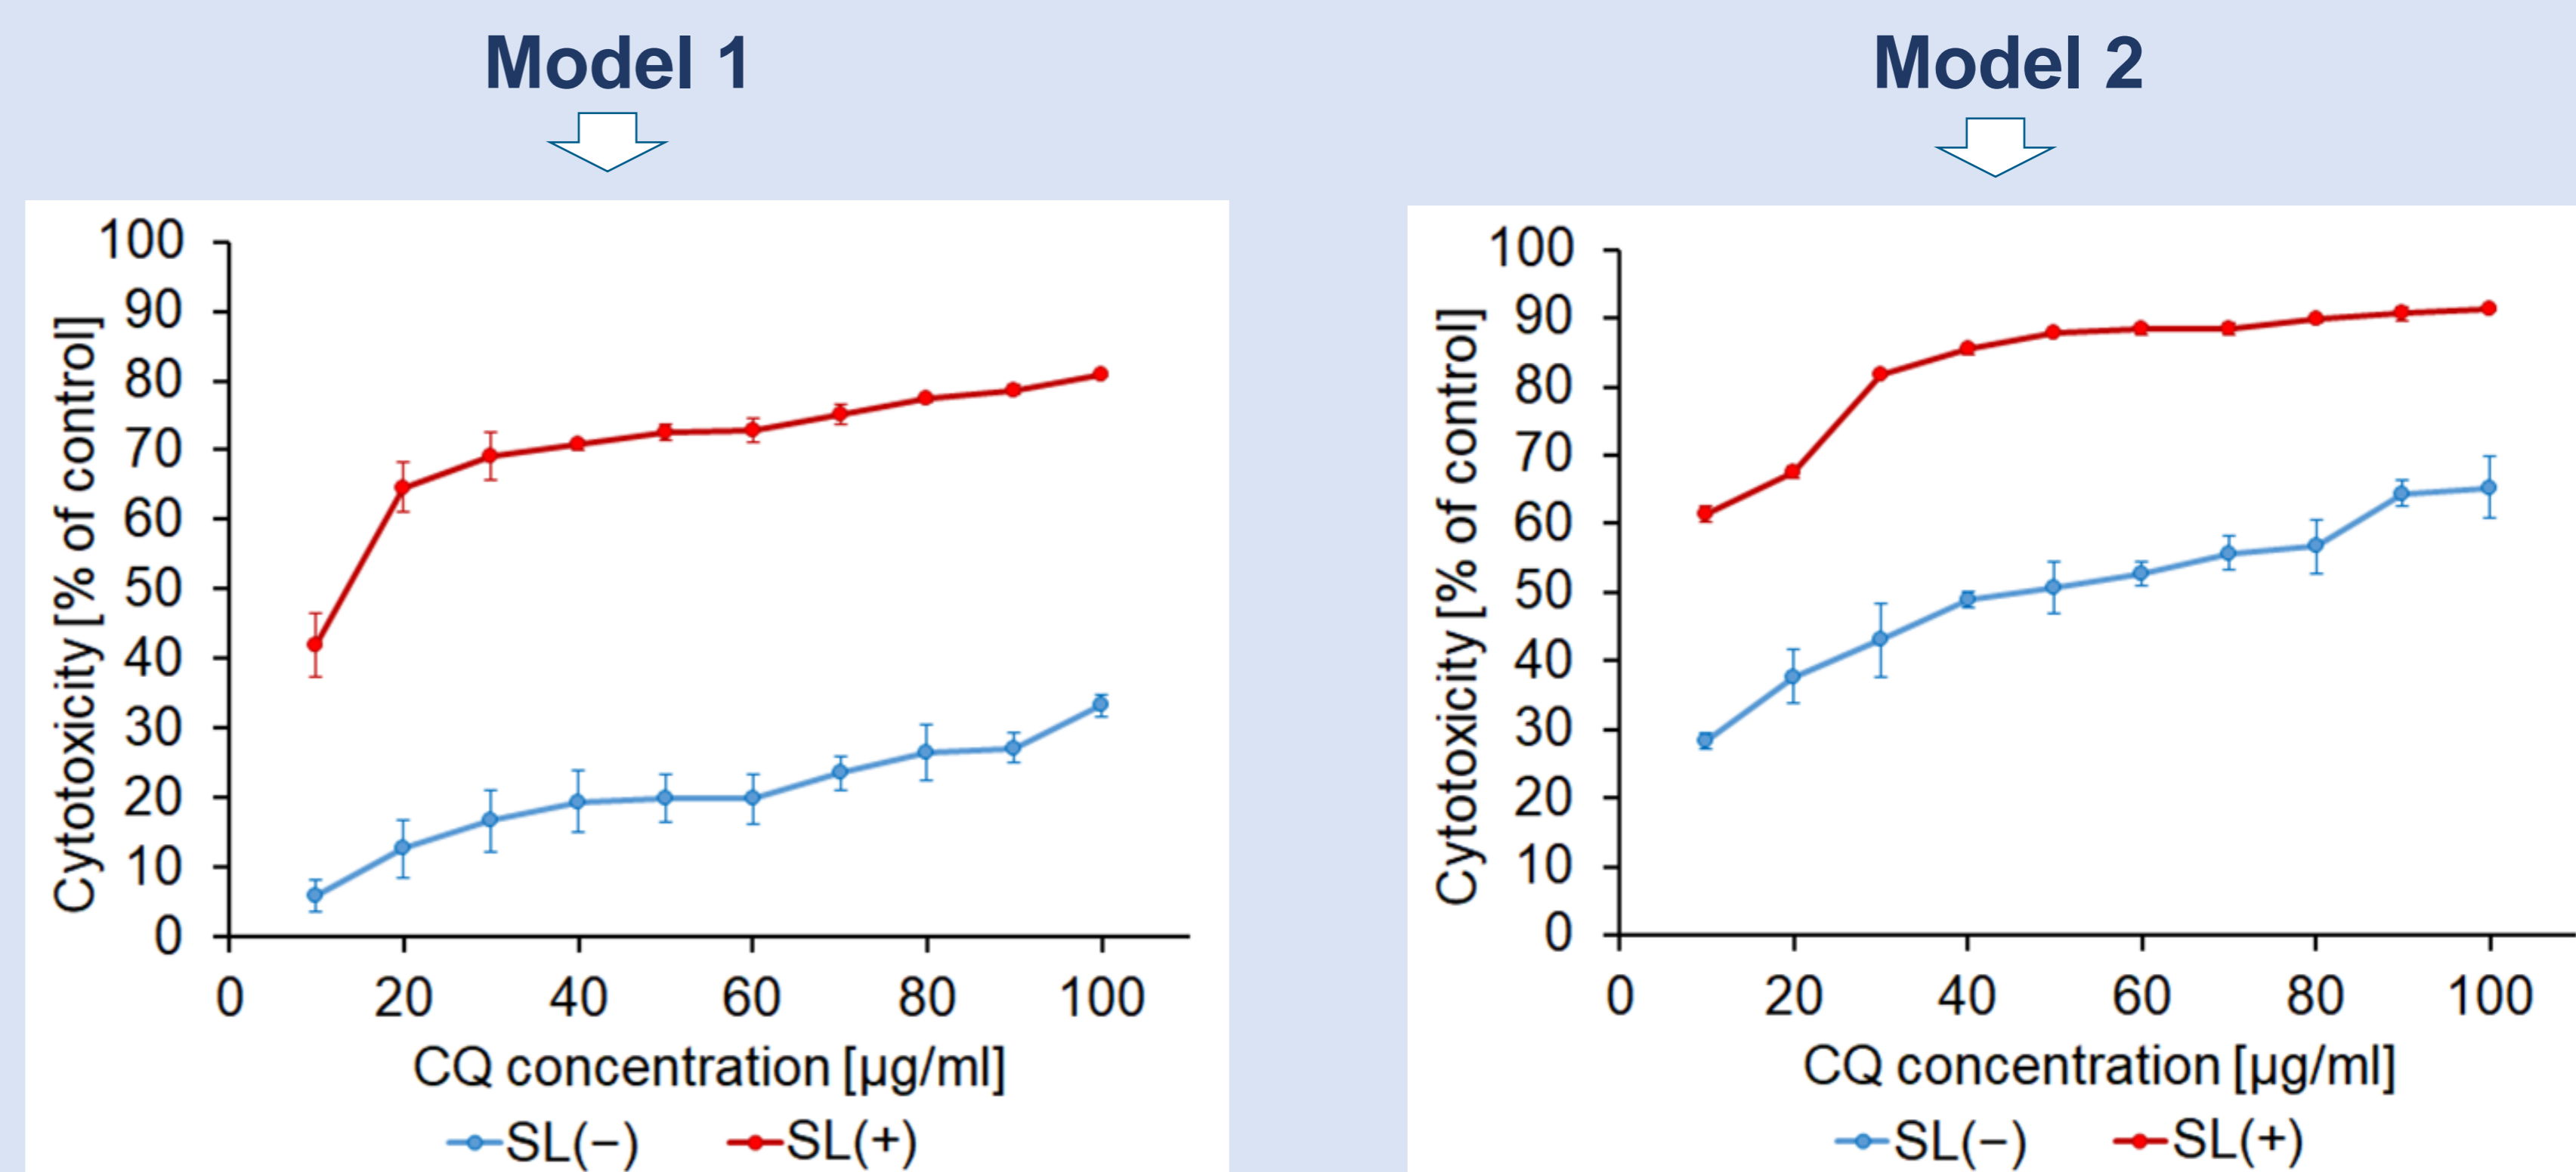 Model 1
Cytotoxicity [% of control]
100
90
80
70
60
50
40
30
20
10
0
0 20 40 60 80 100
CQ concentration [µg/ml]
SL(−) SL(+)
Model 2
Cytotoxicity [% of control]
100
90
80
70
60
50
40
30
20
10
0
0 20 40 60 80 100
CQ concentration [µg/ml]
SL(−) SL(+)